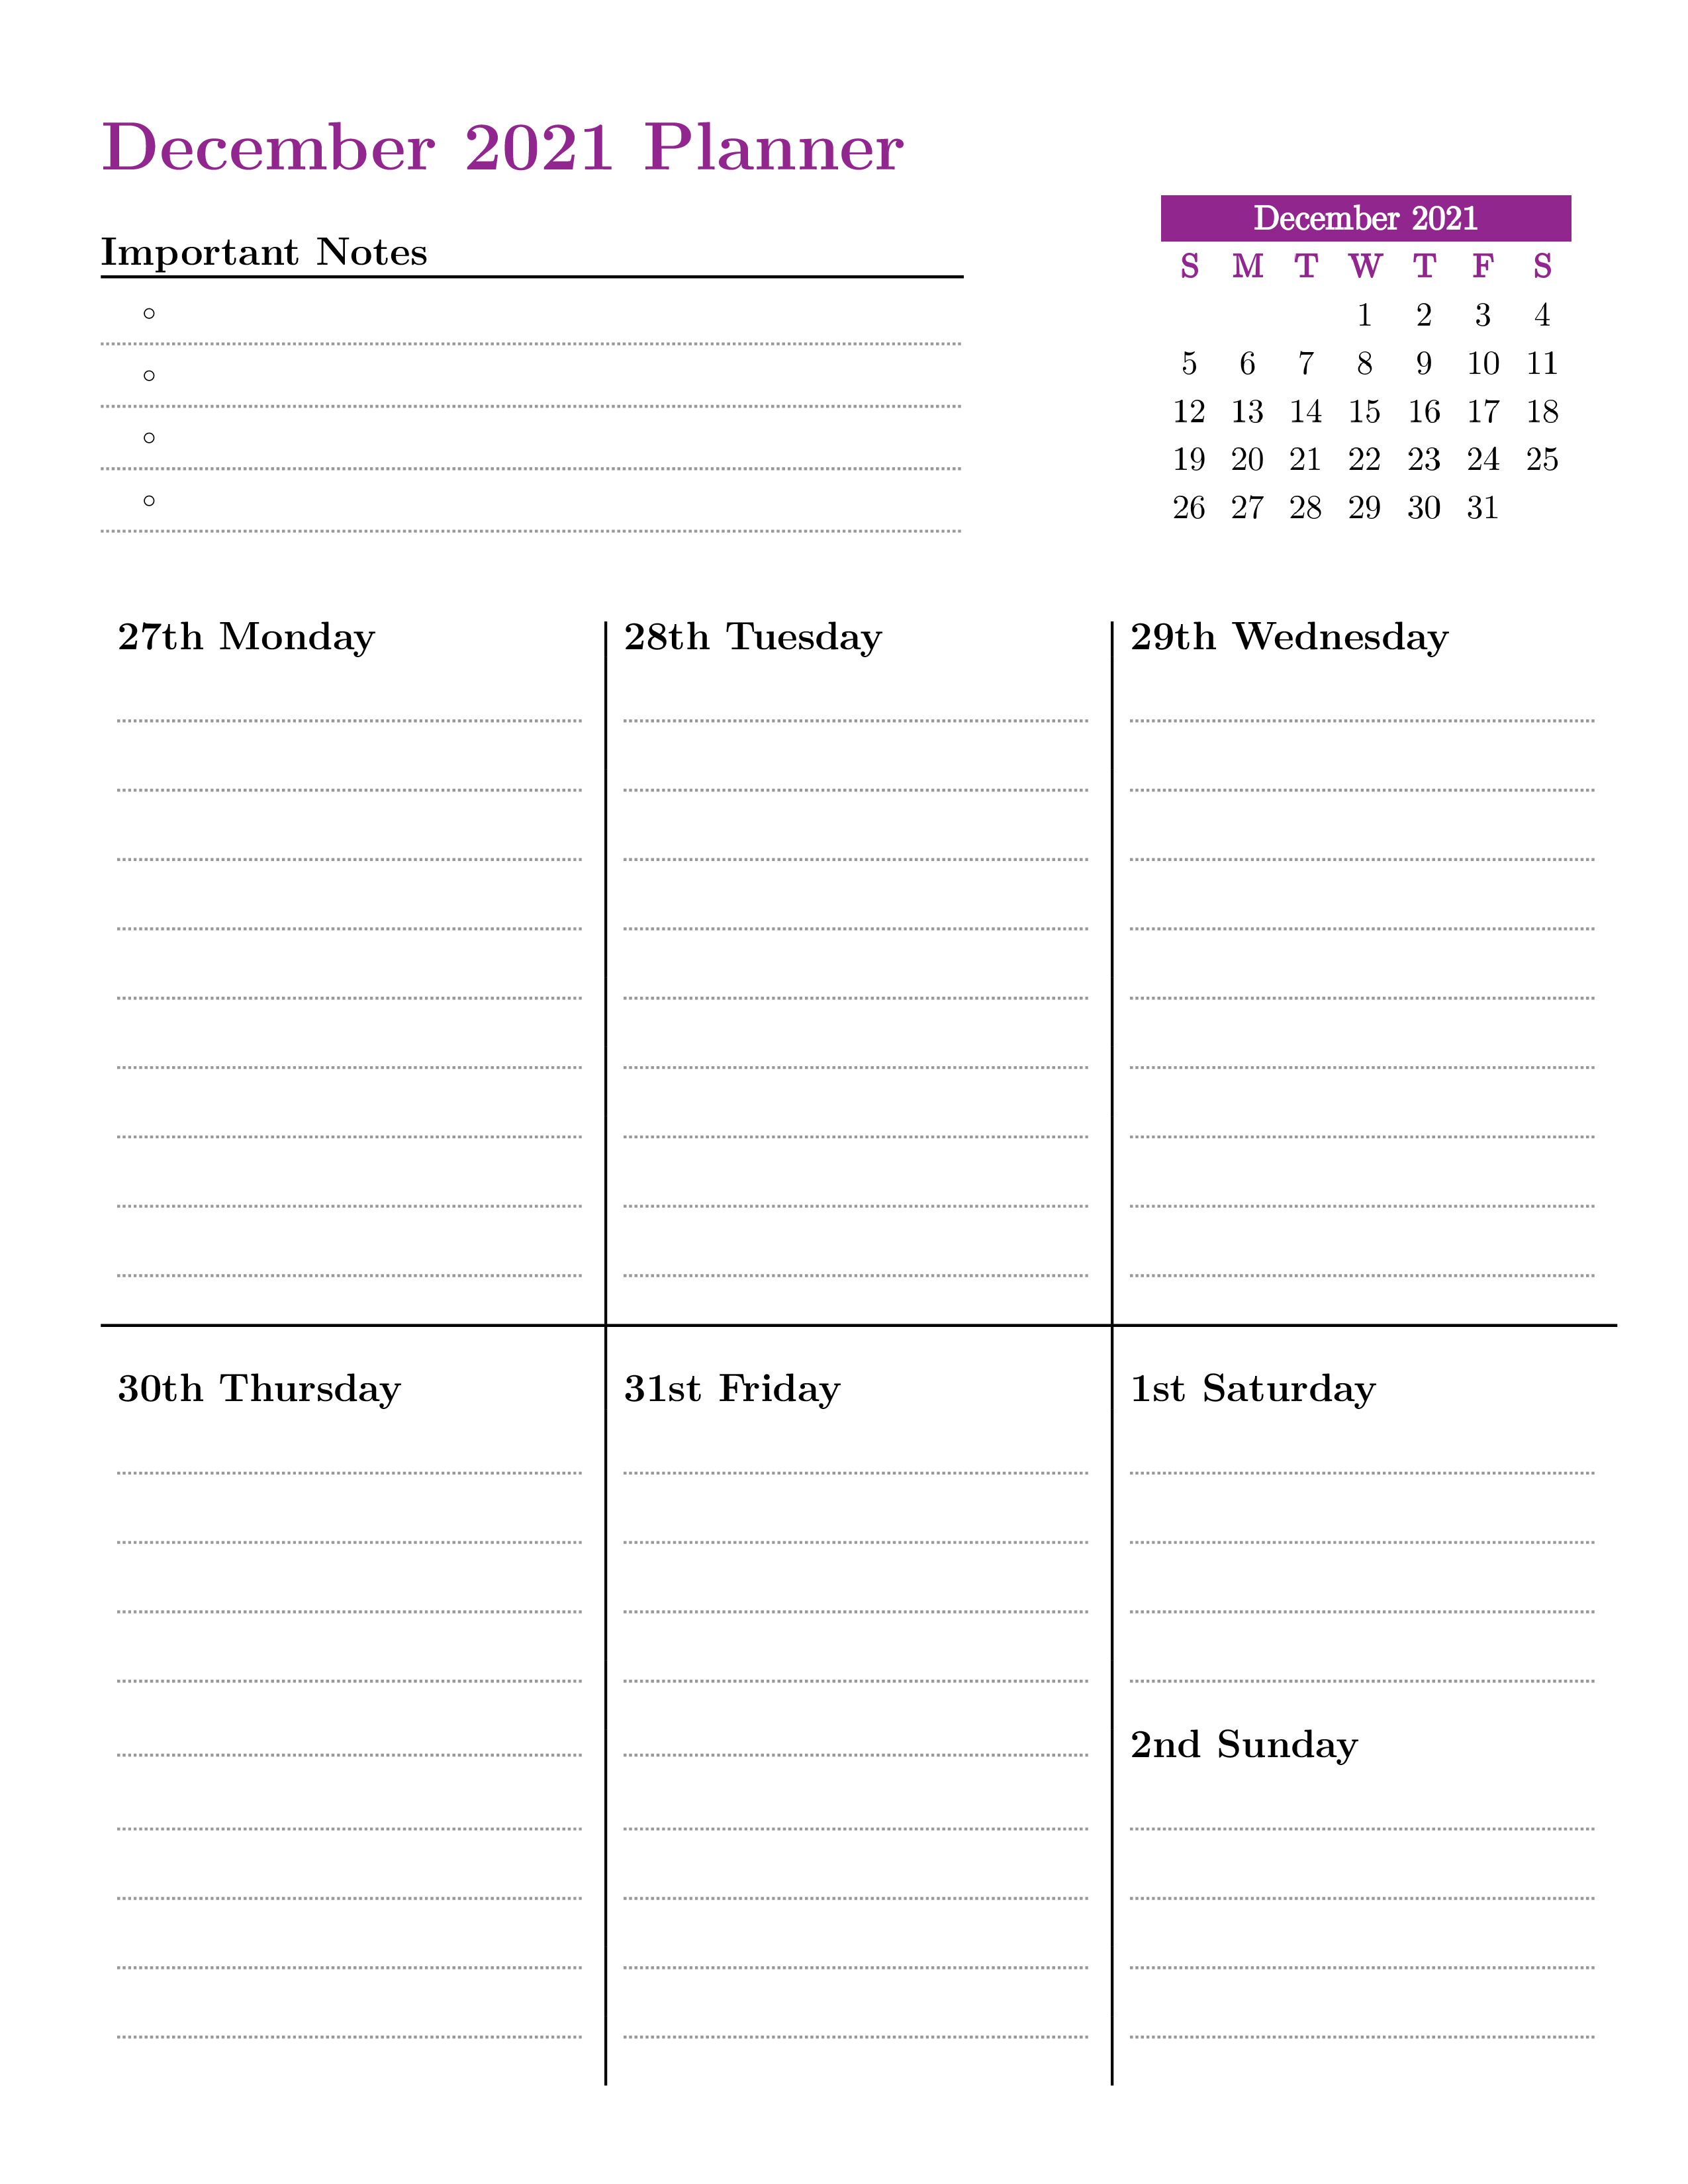 December 2021 Planner
Important Notes
December 2021
S M T W T F S
1 2 3 4
5 6 7 8 9 10 11
12 13 14 15 16 17 18
19 20 21 22 23 24 25
26 27 28 29 30 31
27th Monday
28th Tuesday
29th Wednesday
30th Thursday
31st Friday
1st Saturday
2nd Sunday